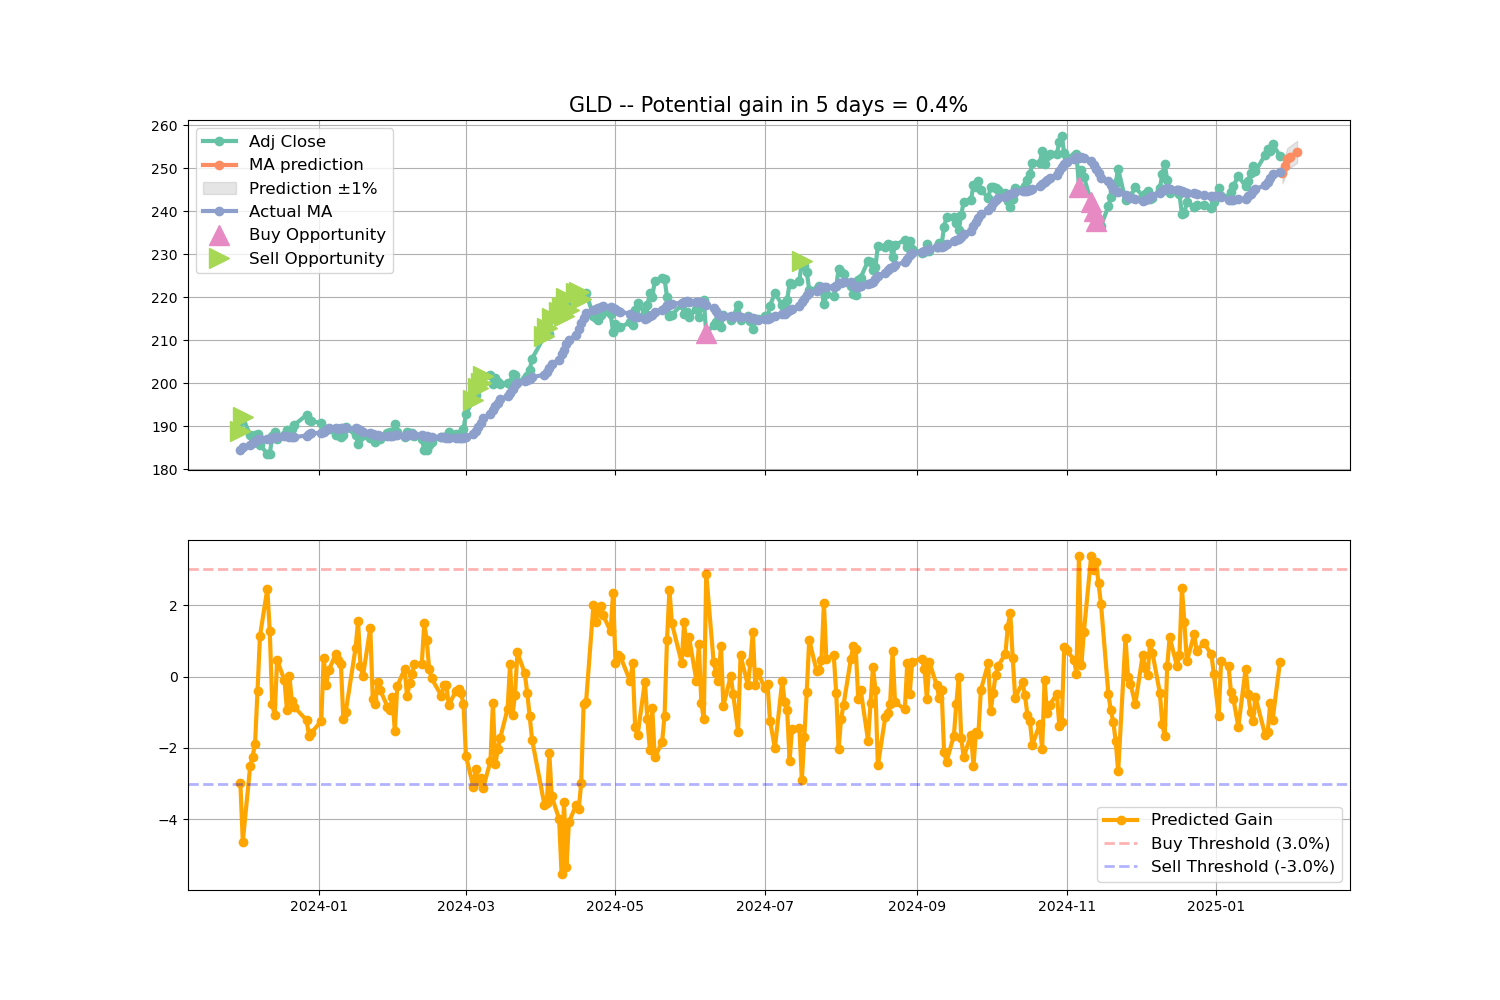 GLD -- Potential gain in 5 days = 0.4%
260
250
240
230
220
210
200
190
180
Adj Close
MA prediction
Prediction ±1%
Actual MA
Buy Opportunity
Sell Opportunity
2
0
−2
−4
Predicted Gain
Buy Threshold (3.0%)
Sell Threshold (-3.0%)
2024-01
2024-03
2024-05
2024-07
2024-09
2024-11
2025-01